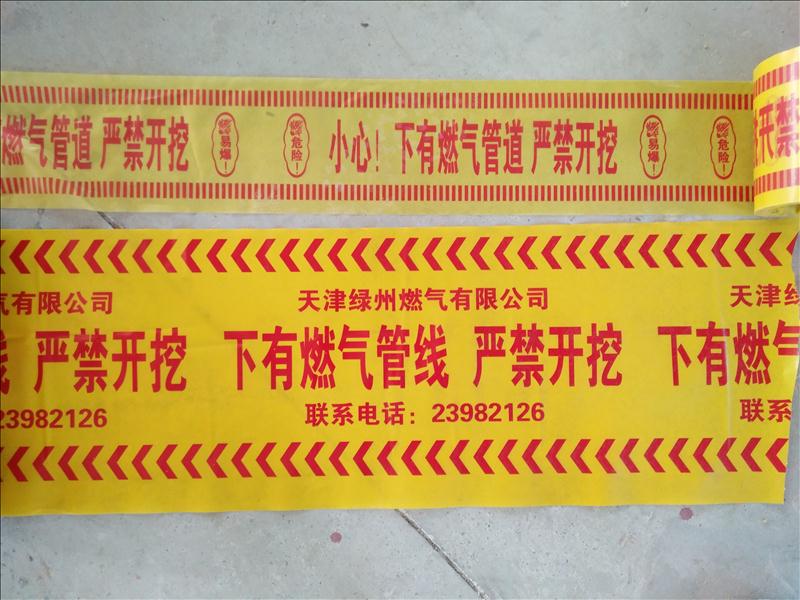 燃气管道 严禁开挖 易爆! 危险! 小心! 下有燃气管道 严禁开挖 易爆! 危险!
气有限公司 天津绿州燃气有限公司 天津
线 严禁开挖 下有燃气管线 严禁开挖 下有燃气
23982126 联系电话：23982126 联系